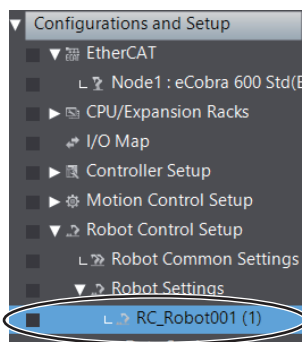 Configurations and Setup
EtherCAT
Node1 : eCobra 600 Std(E
CPU/Expansion Racks
I/O Map
Controller Setup
Motion Control Setup
Robot Control Setup
Robot Common Settings
Robot Settings
RC_Robot001 (1)